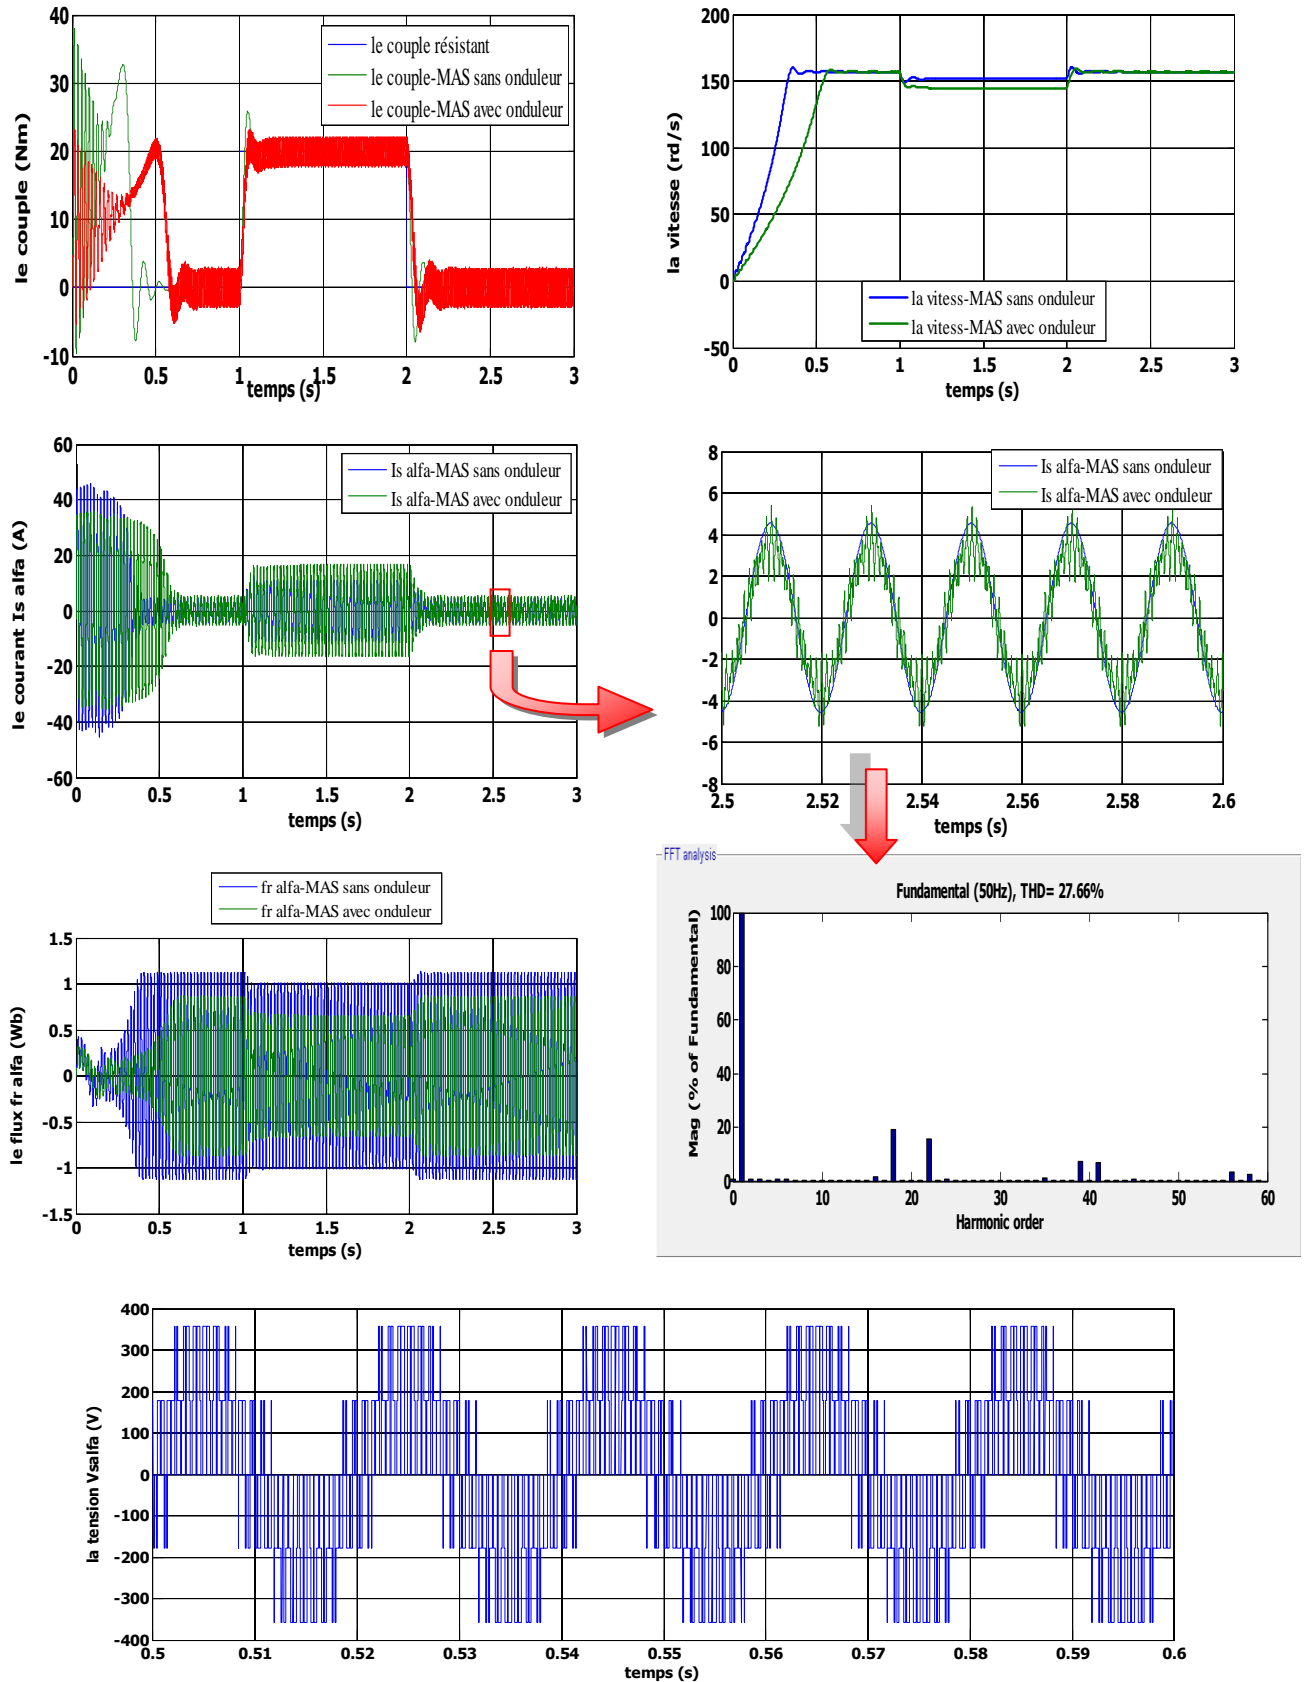 le couple (Nm)
40
30
20
10
0
-10
le couple résistant
le couple-MAS sans onduleur
le couple-MAS avec onduleur
0 0.5 1 1.5 2 2.5 3
temps (s)
la vitesse (rd/s)
200
150
100
50
0
-50
la vitess-MAS sans onduleur
la vitess-MAS avec onduleur
0 0.5 1 1.5 2 2.5 3
temps (s)
le courant Is alfa (A)
60
40
20
0
-20
-40
-60
Is alfa-MAS sans onduleur
Is alfa-MAS avec onduleur
0 0.5 1 1.5 2 2.5 3
temps (s)
8
6
4
2
0
-2
-4
-6
-8
Is alfa-MAS sans onduleur
Is alfa-MAS avec onduleur
2.5 2.52 2.54 2.56 2.58 2.6
temps (s)
fr alfa-MAS sans onduleur
fr alfa-MAS avec onduleur
le flux fr alfa (Wb)
1.5
1
0.5
0
-0.5
-1
-1.5
0 0.5 1 1.5 2 2.5 3
temps (s)
FFT analysis
Fundamental (50Hz), THD= 27.66%
Mag (% of Fundamental)
100
80
60
40
20
0
0 10 20 30 40 50 60
Harmonic order
la tension Vsalfa (V)
400
300
200
100
0
-100
-200
-300
-400
0.5 0.51 0.52 0.53 0.54 0.55 0.56 0.57 0.58 0.59 0.6
temps (s)